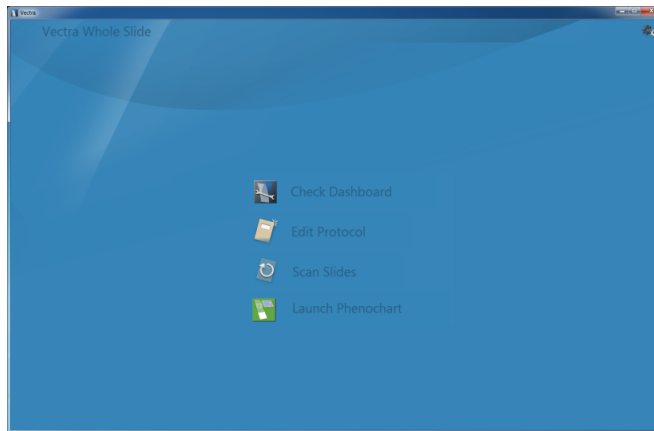 Vectra
Vectra Whole Slide
Check Dashboard
Edit Protocol
Scan Slides
Launch Phenochart